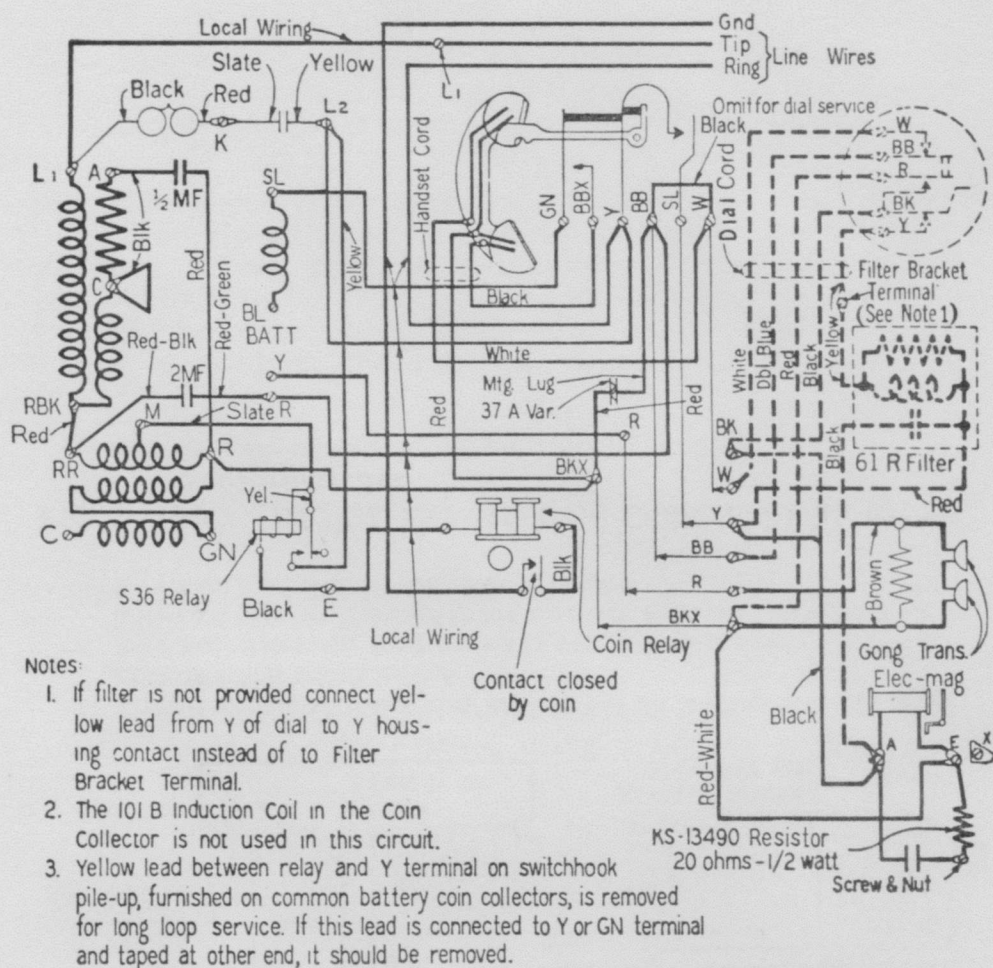 Local Wiring
Gnd
Tip
Ring
Line Wires
Slate
Yellow
Black
Red
L2
L1
K
Omit for dial service
Black
W
BB
R
BK
Y
L1
A
½ MF
Blk
Red
Red-Green
SL
Yellow
Handset Cord
GN
BBX
Y
BB
SL
W
Dial Cord
C
BL
BATT
Black
Filter Bracket
Terminal
(See Note 1)
Red-Blk
2MF
Y
White
Mtg. Lug
37 A Var.
Red
Red
White
Dbl Blue
Red
Black
Yellow
RBK
Red
M
Slate
R
R
BK
Black
61 R Filter
RR
R
BKX
W
Red
Yel.
Y
C
GN
BB
S36 Relay
Black
E
Blk
R
Brown
Local Wiring
Coin Relay
BKX
Gong Trans.
Contact closed
by coin
Elec-mag
Black
Red-White
A
E
X
KS-13490 Resistor
20 ohms-1/2 watt
Screw & Nut
Notes:
1. If filter is not provided connect yel-
low lead from Y of dial to Y hous-
ing contact instead of to Filter
Bracket Terminal.
2. The 101 B Induction Coil in the Coin
Collector is not used in this circuit.
3. Yellow lead between relay and Y terminal on switchhook
pile-up, furnished on common battery coin collectors, is removed
for long loop service. If this lead is connected to Y or GN terminal
and taped at other end, it should be removed.